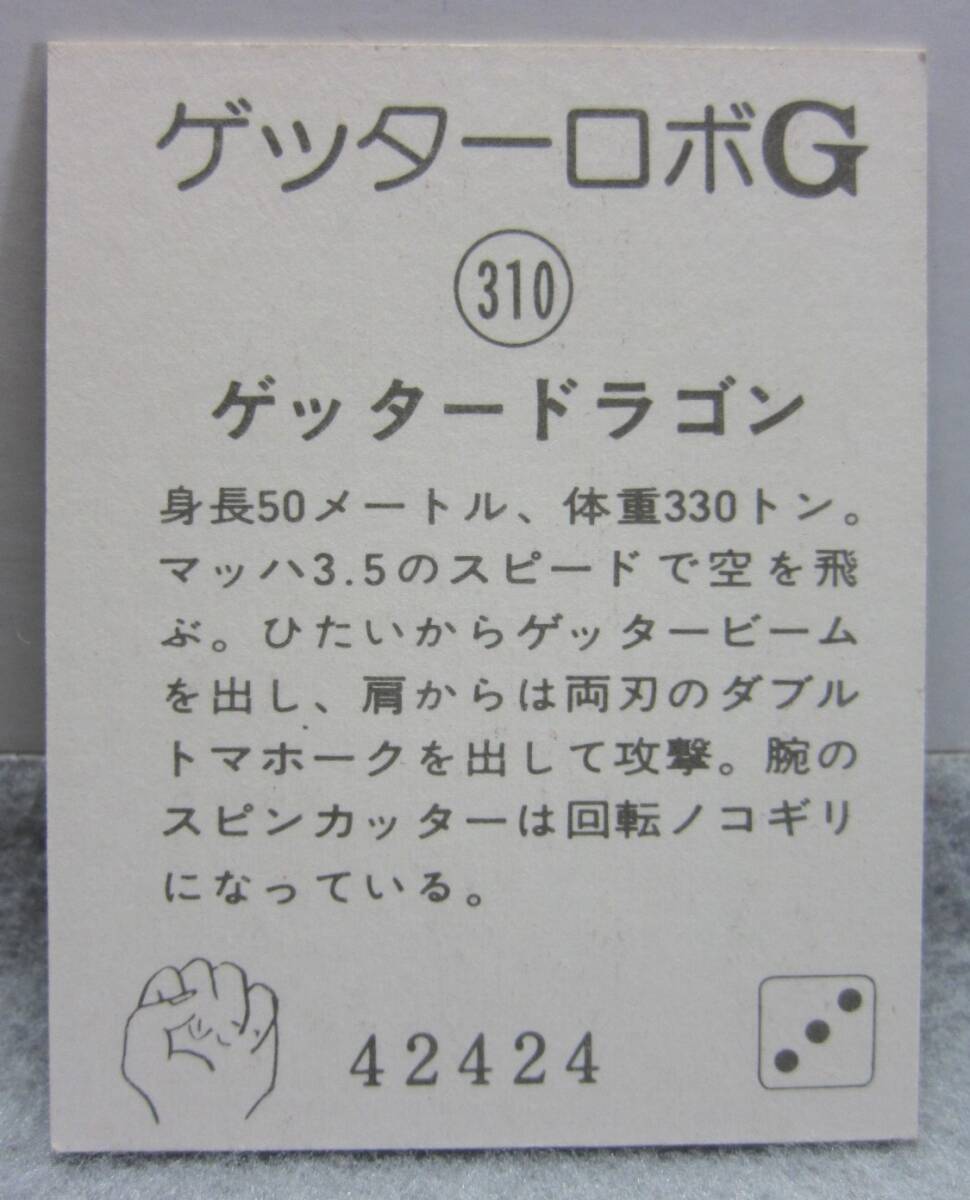 ゲッターロボG
310
ゲッタードラゴン
身長50メートル、体重330トン。
マッハ3.5のスピードで空を飛
ぶ。ひたいからゲッタービーム
を出し、肩からは両刃のダブル
トマホークを出して攻撃。腕の
スピンカッターは回転ノコギリ
になっている。
42424